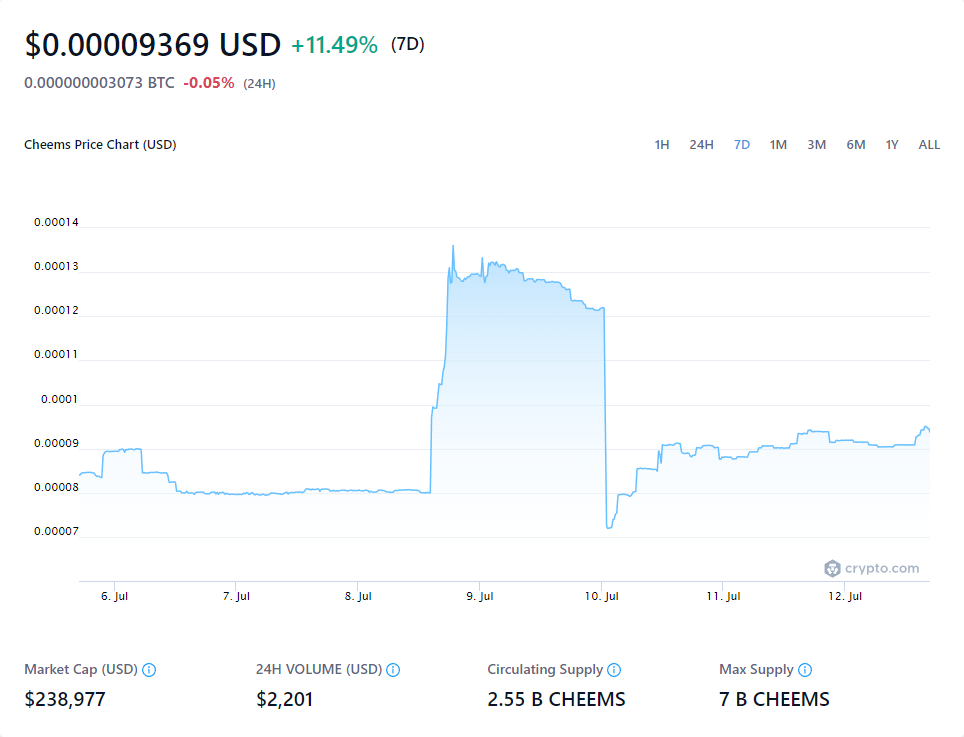 $0.00009369 USD +11.49% (7D)
0.000000003073 BTC -0.05% (24H)
Cheems Price Chart (USD)
1H 24H 7D 1M 3M 6M 1Y ALL
0.00014
0.00013
0.00012
0.00011
0.0001
0.00009
0.00008
0.00007
crypto.com
6. Jul 7. Jul 8. Jul 9. Jul 10. Jul 11. Jul 12. Jul
Market Cap (USD) 24H VOLUME (USD) Circulating Supply Max Supply
$238,977 $2,201 2.55 B CHEEMS 7 B CHEEMS